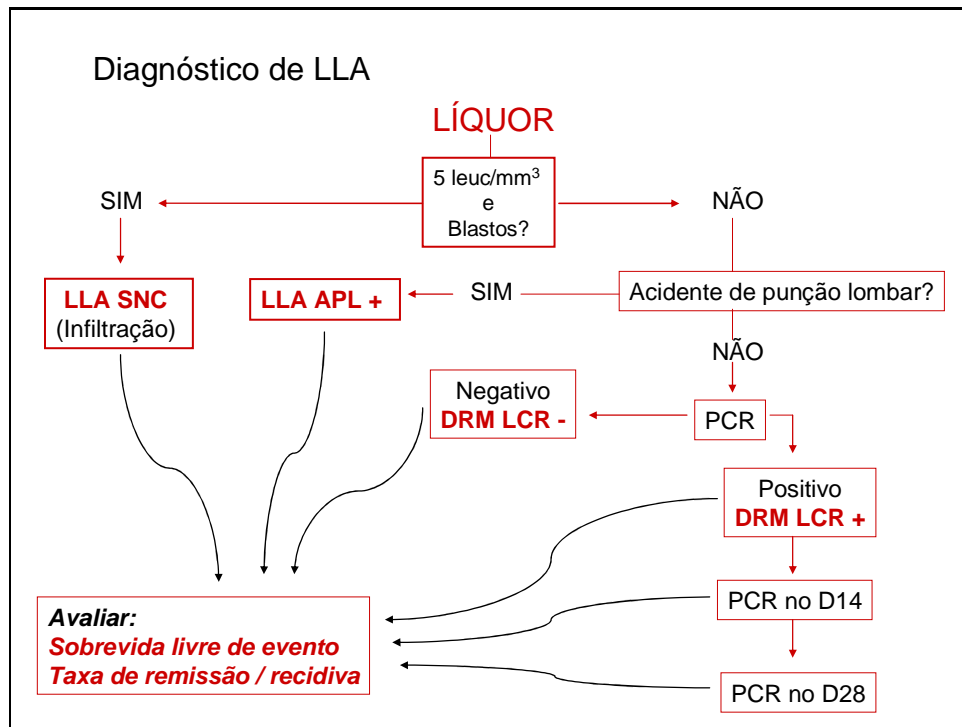 Diagnóstico de LLA
LÍQUOR
5 leuc/mm³
e
Blastos?
SIM
NÃO
LLA SNC
(Infiltração)
LLA APL +
SIM
Acidente de punção lombar?
NÃO
Negativo
DRM LCR -
PCR
Positivo
DRM LCR +
PCR no D14
PCR no D28
Avaliar:
Sobrevida livre de evento
Taxa de remissão / recidiva